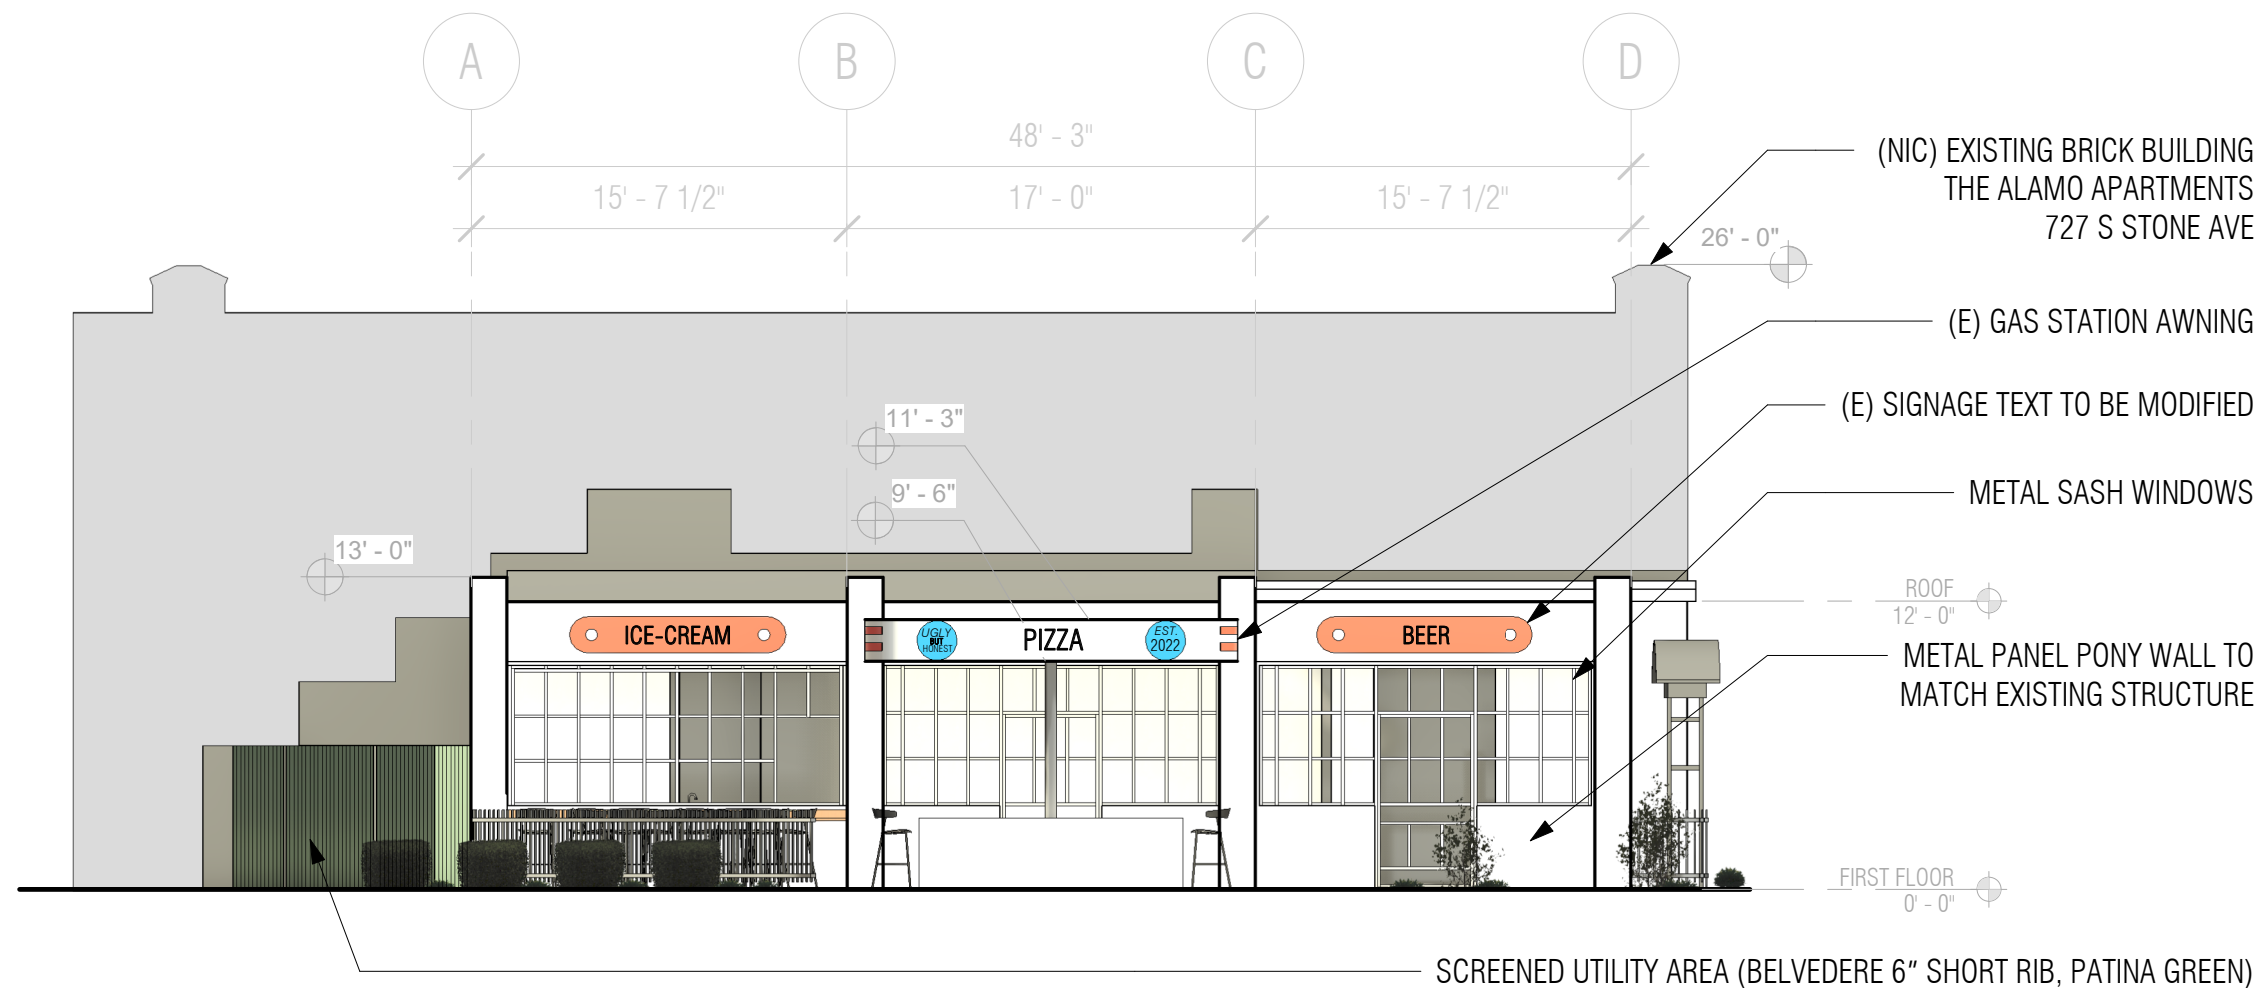 A
B
C
D
48' - 3"
15' - 7 1/2"
17' - 0"
15' - 7 1/2"
(NIC) EXISTING BRICK BUILDING
THE ALAMO APARTMENTS
727 S STONE AVE
26' - 0"
(E) GAS STATION AWNING
(E) SIGNAGE TEXT TO BE MODIFIED
11' - 3"
9' - 6"
METAL SASH WINDOWS
13' - 0"
ROOF
12' - 0"
ICE-CREAM
UGLY
BUT
HONEST
PIZZA
EST.
2022
BEER
METAL PANEL PONY WALL TO
MATCH EXISTING STRUCTURE
FIRST FLOOR
0' - 0"
SCREENED UTILITY AREA (BELVEDERE 6" SHORT RIB, PATINA GREEN)